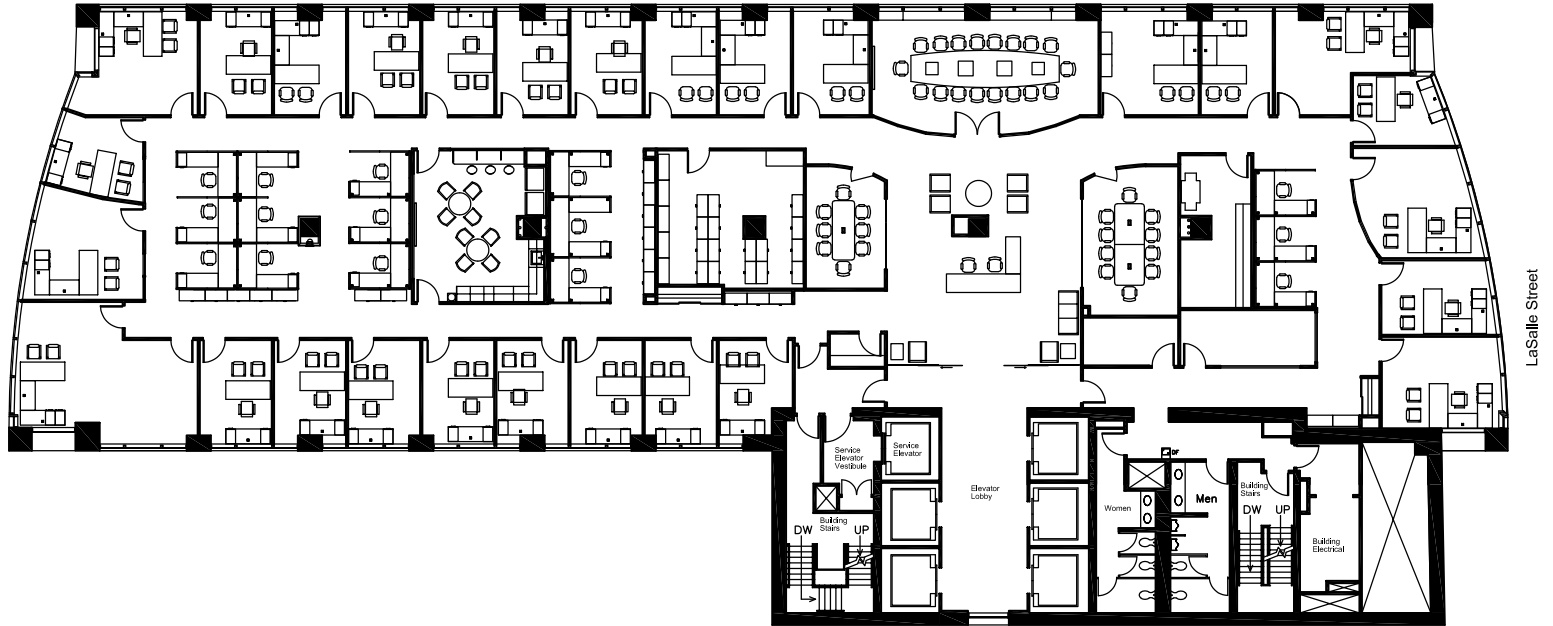 LaSalle Street
Service
Elevator
Vestibule
Service
Elevator
Elevator
Lobby
DF
Women
Men
Building
Stairs
DW
UP
Building
Stairs
DW
UP
Building
Electrical